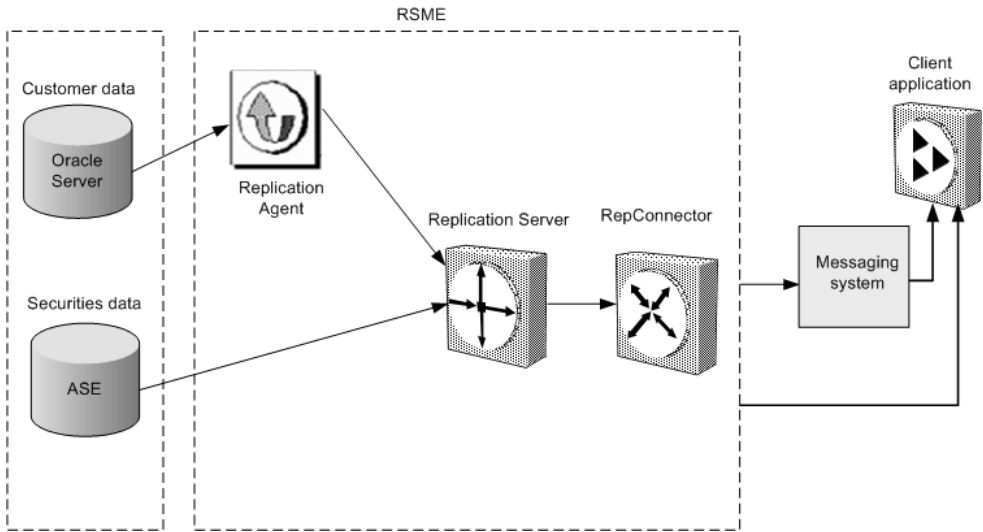 RSME
Customer data
Oracle
Server
Replication
Agent
Securities data
ASE
Replication Server
RepConnector
Messaging
system
Client
application